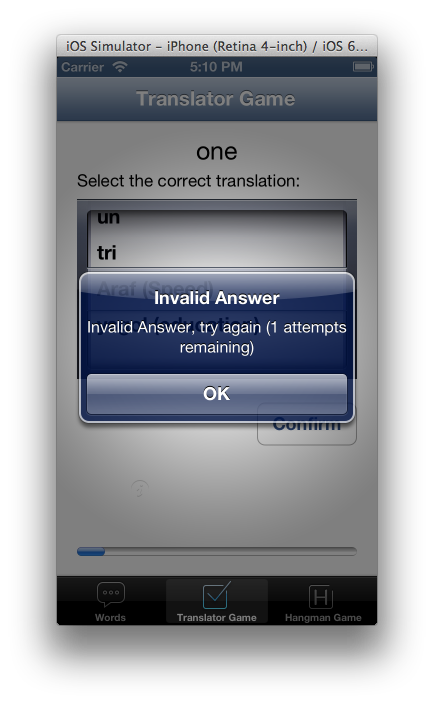 iOS Simulator – iPhone (Retina 4-inch) / iOS 6...
Carrier 5:10 PM
Translator Game
one
Select the correct translation:
un
tri
Araf (Speed)
Invalid Answer
Invalid Answer, try again (1 attempts
remaining)
OK
Confirm
Words Translator Game Hangman Game